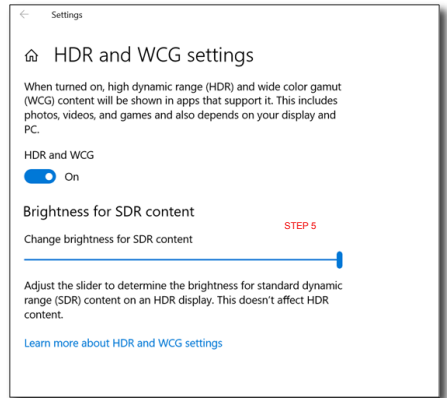 Settings
HDR and WCG settings
When turned on, high dynamic range (HDR) and wide color gamut
(WCG) content will be shown in apps that support it. This includes
photos, videos, and games and also depends on your display and
PC.
HDR and WCG
On
Brightness for SDR content
STEP 5
Change brightness for SDR content
Adjust the slider to determine the brightness for standard dynamic
range (SDR) content on an HDR display. This doesn't affect HDR
content.
Learn more about HDR and WCG settings